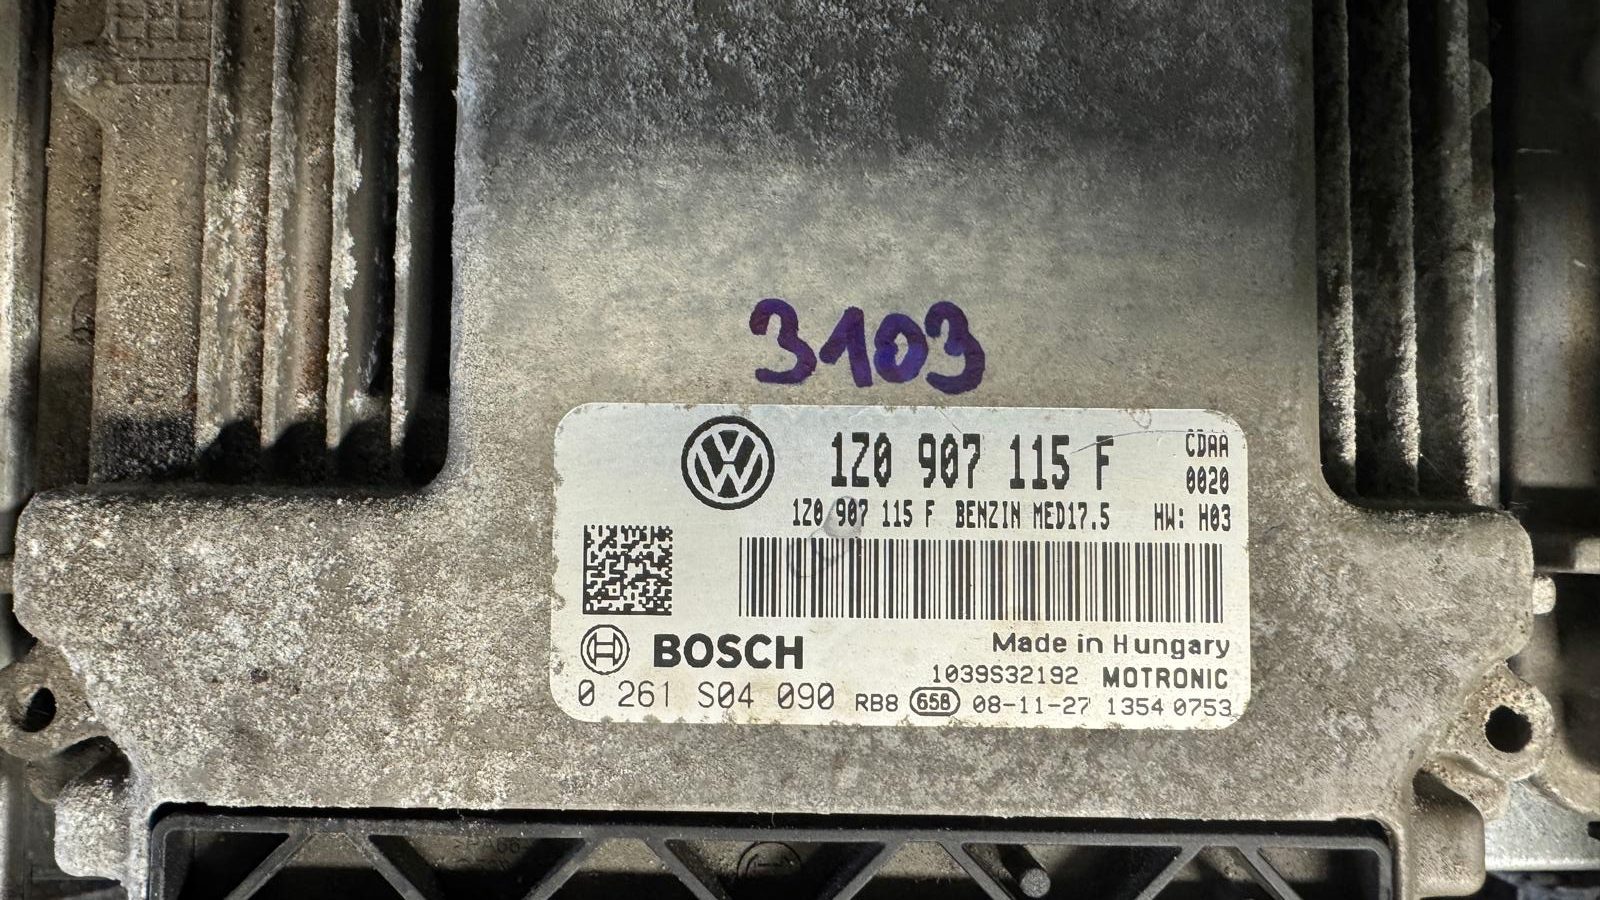 3103
1Z0 907 115 F
CDAA
0020
1Z0 907 115 F BENZIN MED17.5 HW: H03
BOSCH
Made in Hungary
1039S32192 MOTRONIC
0 261 S04 090 RB8 65B 08-11-27 1354 0753